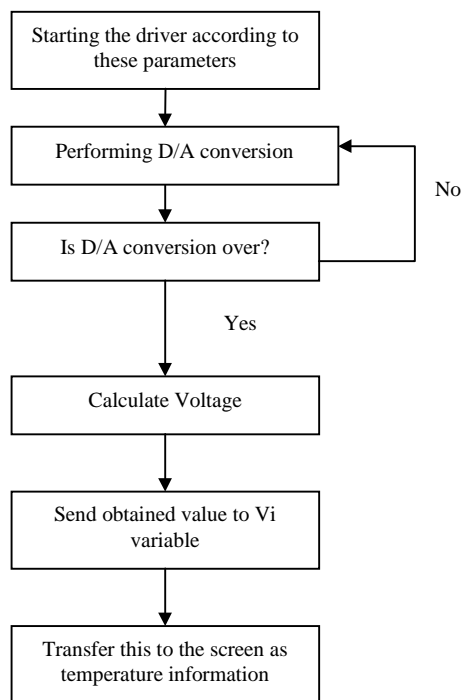 Starting the driver according to
these parameters
Performing D/A conversion
No
Is D/A conversion over?
Yes
Calculate Voltage
Send obtained value to Vi
variable
Transfer this to the screen as
temperature information